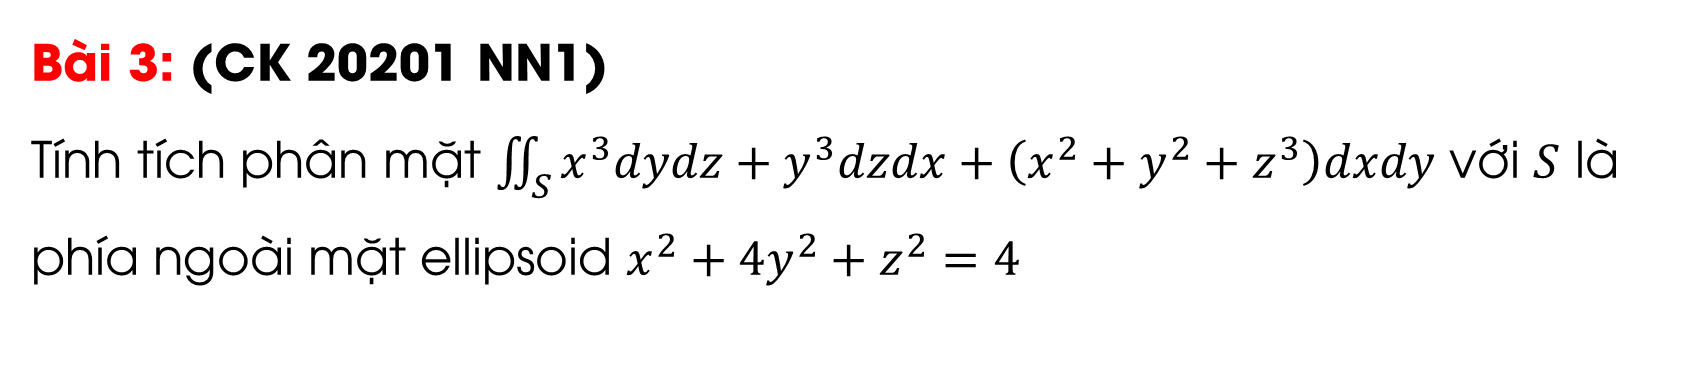 Bài 3: (CK 20201 NN1)
Tính tích phân mặt ∬_S x³dydz + y³dzdx + (x² + y² + z³)dxdy với S là
phía ngoài mặt ellipsoid x² + 4y² + z² = 4